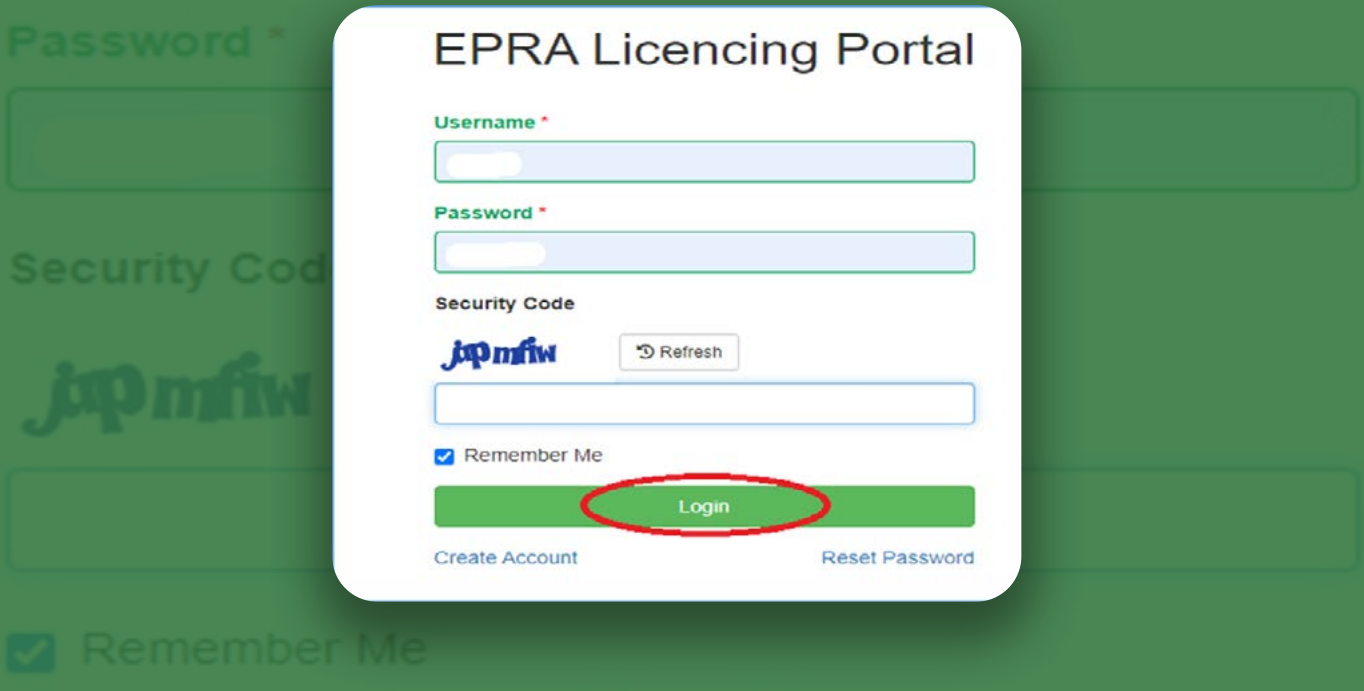 Password *
EPRA Licencing Portal
Username *
Password *
Security Code
Refresh
Remember Me
Login
Create Account
Reset Password
Security Cod
Remember Me